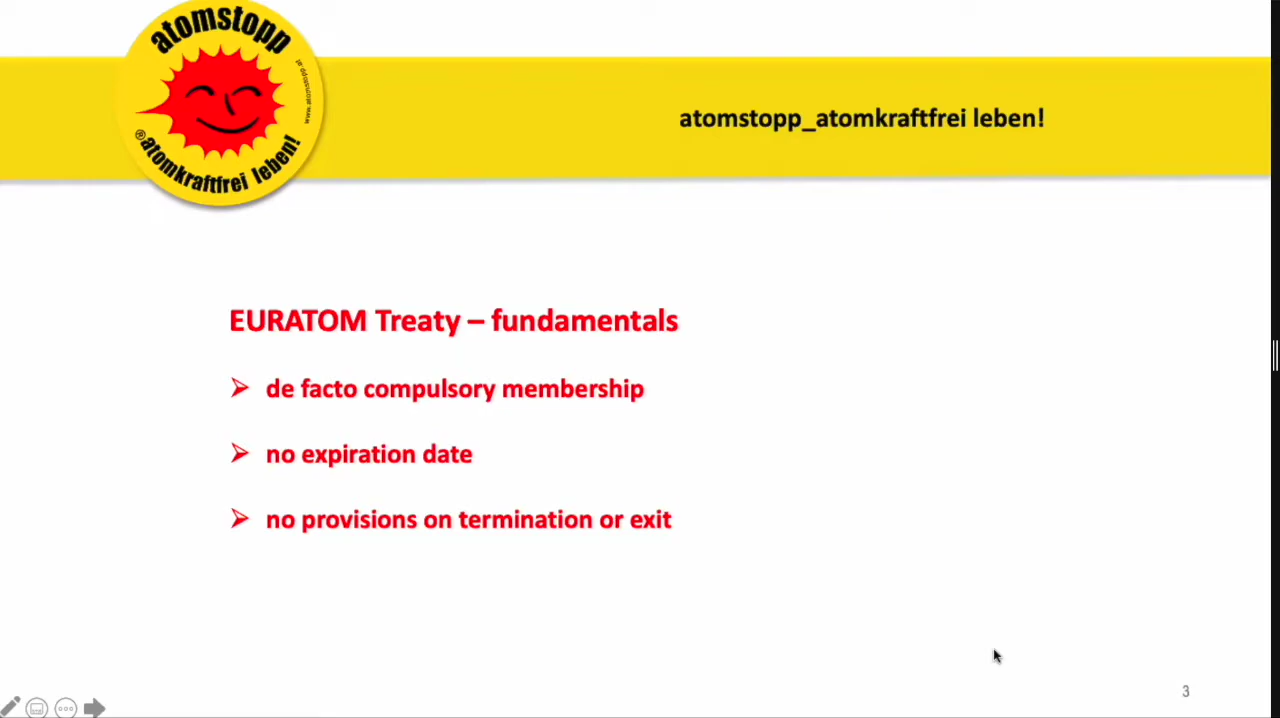 atomstopp
www.atomstopp.at
®atomkraftfrei leben!
atomstopp_atomkraftfrei leben!
EURATOM Treaty – fundamentals
de facto compulsory membership
no expiration date
no provisions on termination or exit
3